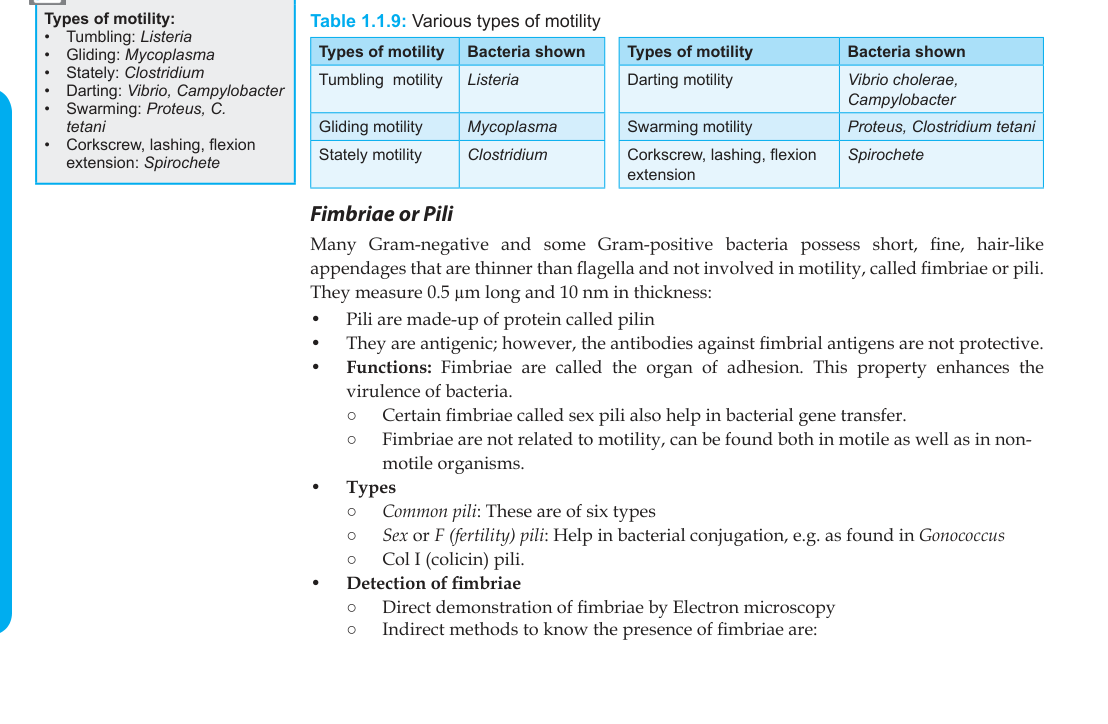 Types of motility:
• Tumbling: Listeria
• Gliding: Mycoplasma
• Stately: Clostridium
• Darting: Vibrio, Campylobacter
• Swarming: Proteus, C.
tetani
• Corkscrew, lashing, flexion
extension: Spirochete
Table 1.1.9: Various types of motility
Types of motility Bacteria shown Types of motility Bacteria shown
Tumbling motility Listeria Darting motility Vibrio cholerae,
Campylobacter
Gliding motility Mycoplasma Swarming motility Proteus, Clostridium tetani
Stately motility Clostridium Corkscrew, lashing, flexion Spirochete
extension
Fimbriae or Pili
Many Gram-negative and some Gram-positive bacteria possess short, fine, hair-like
appendages that are thinner than flagella and not involved in motility, called fimbriae or pili.
They measure 0.5 µm long and 10 nm in thickness:
• Pili are made-up of protein called pilin
• They are antigenic; however, the antibodies against fimbrial antigens are not protective.
• Functions: Fimbriae are called the organ of adhesion. This property enhances the
virulence of bacteria.
○ Certain fimbriae called sex pili also help in bacterial gene transfer.
○ Fimbriae are not related to motility, can be found both in motile as well as in non-
motile organisms.
• Types
○ Common pili: These are of six types
○ Sex or F (fertility) pili: Help in bacterial conjugation, e.g. as found in Gonococcus
○ Col I (colicin) pili.
• Detection of fimbriae
○ Direct demonstration of fimbriae by Electron microscopy
○ Indirect methods to know the presence of fimbriae are: